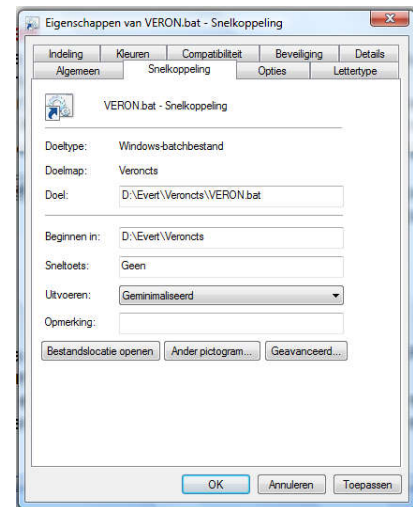 Eigenschappen van VERON.bat - Snelkoppeling
Indeling Kleuren Compatibiliteit Beveiliging Details
Algemeen Snelkoppeling Opties Lettertype
VERON.bat - Snelkoppeling
Doeltype: Windows-batchbestand
Doelmap: Veroncts
Doel: D:\Evert\Veroncts\VERON.bat
Beginnen in: D:\Evert\Veroncts
Sneltoets: Geen
Uitvoeren: Geminimaliseerd
Opmerking:
Bestandslocatie openen Ander pictogram... Geavanceerd...
OK Annuleren Toepassen